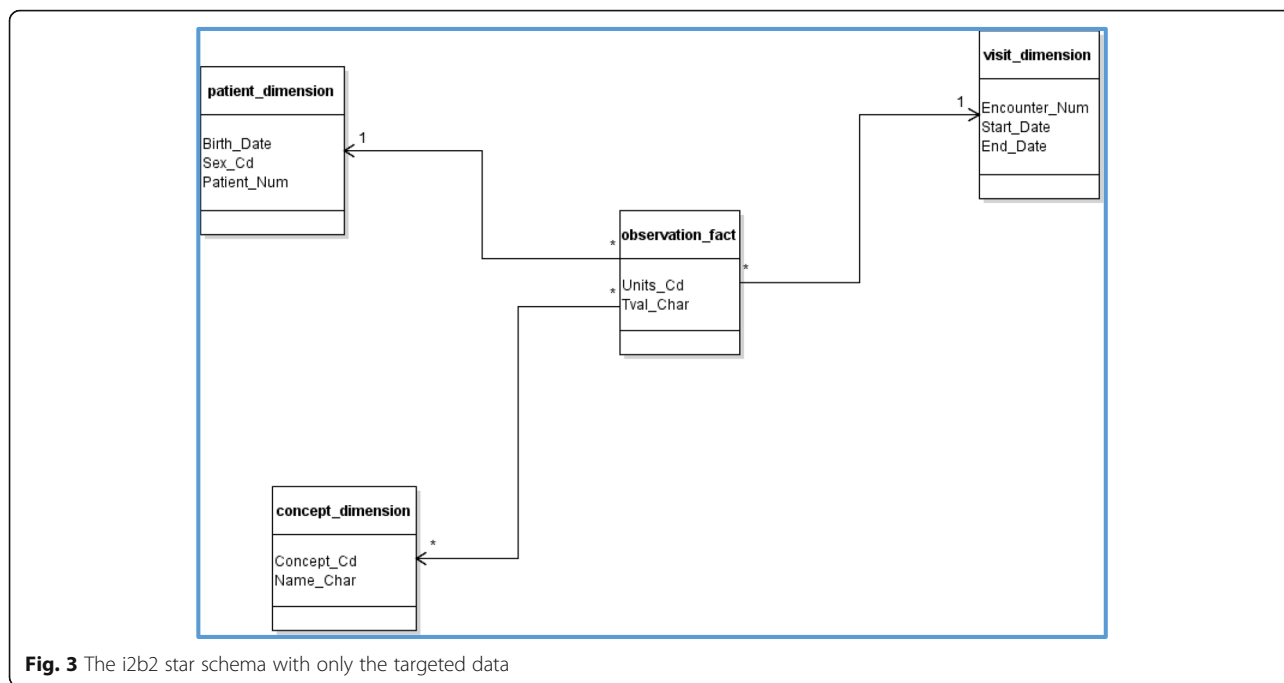 visit_dimension
Encounter_Num
Start_Date
End_Date
1
patient_dimension
Birth_Date
Sex_Cd
Patient_Num
1
observation_fact
Units_Cd
Tval_Char
*
*
*
concept_dimension
Concept_Cd
Name_Char
*
Fig. 3 The i2b2 star schema with only the targeted data